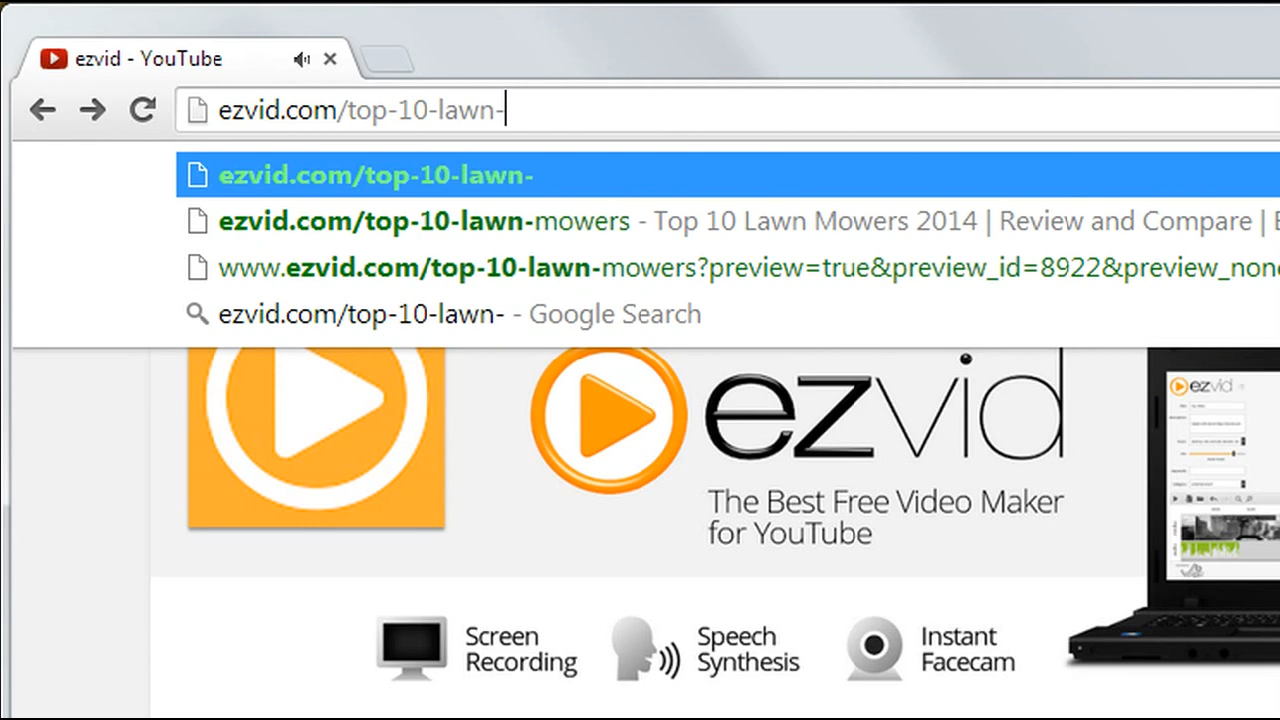 ezvid - YouTube
ezvid.com/top-10-lawn-
ezvid.com/top-10-lawn-
ezvid.com/top-10-lawn-mowers - Top 10 Lawn Mowers 2014 | Review and Compare | E
www.ezvid.com/top-10-lawn-mowers?preview=true&preview_id=8922&preview_nonc
ezvid.com/top-10-lawn- - Google Search
ezvid
The Best Free Video Maker
for YouTube
Screen
Recording
Speech
Synthesis
Instant
Facecam
ezvid